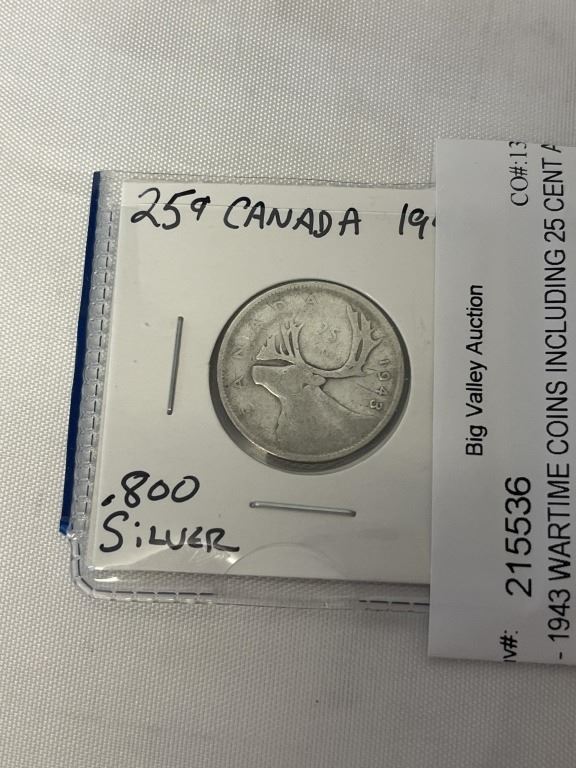 25¢ CANADA 19
CANADA
25
1943
.800
SILVER
CO#:13
Big Valley Auction
215536
- 1943 WARTIME COINS INCLUDING 25 CENT A